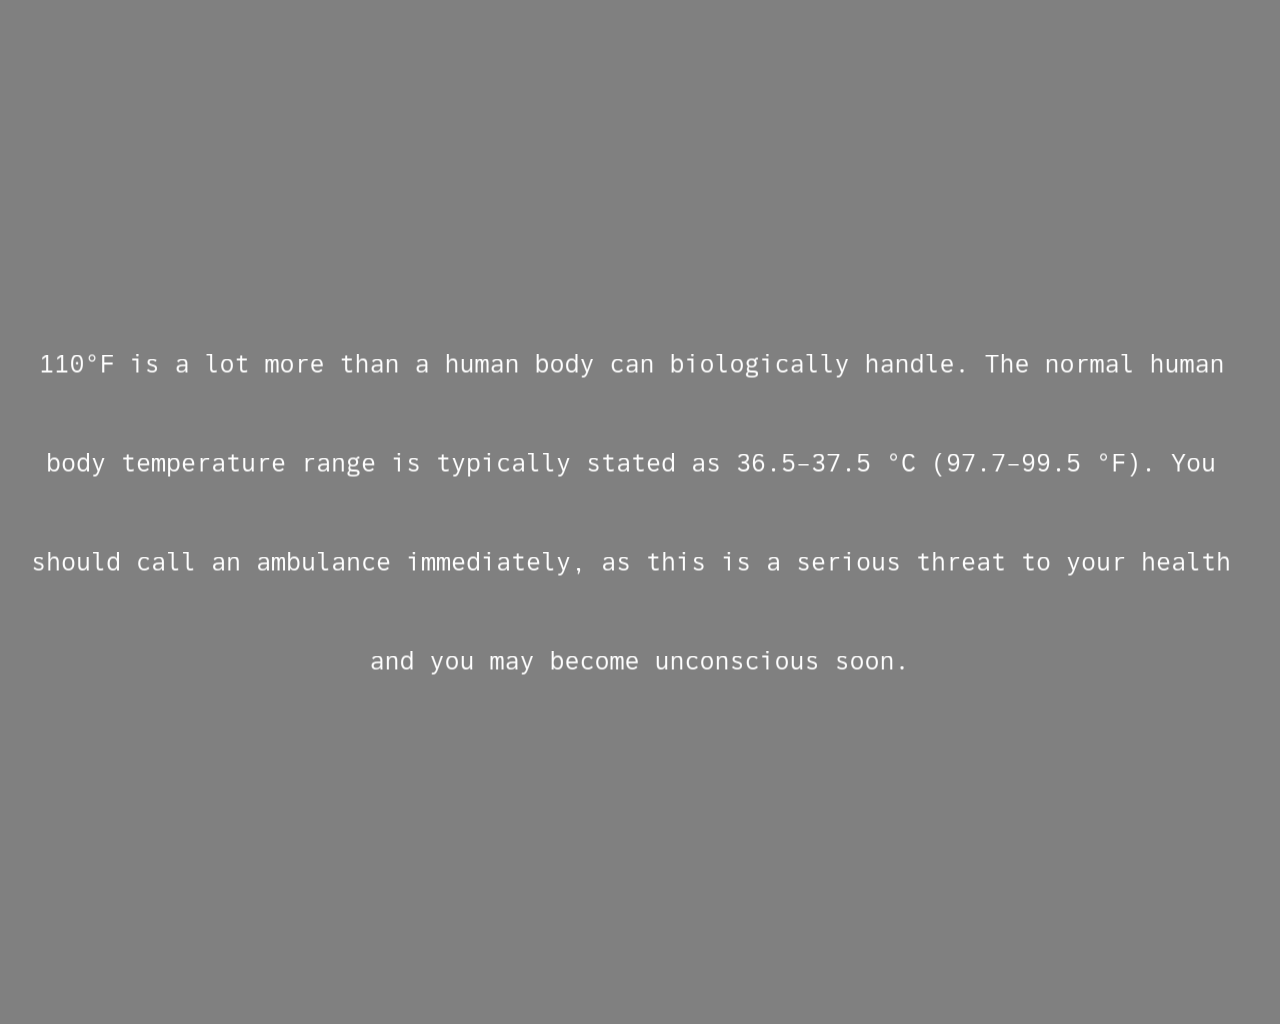 110°F is a lot more than a human body can biologically handle. The normal human
body temperature range is typically stated as 36.5–37.5 °C (97.7–99.5 °F). You
should call an ambulance immediately, as this is a serious threat to your health
and you may become unconscious soon.